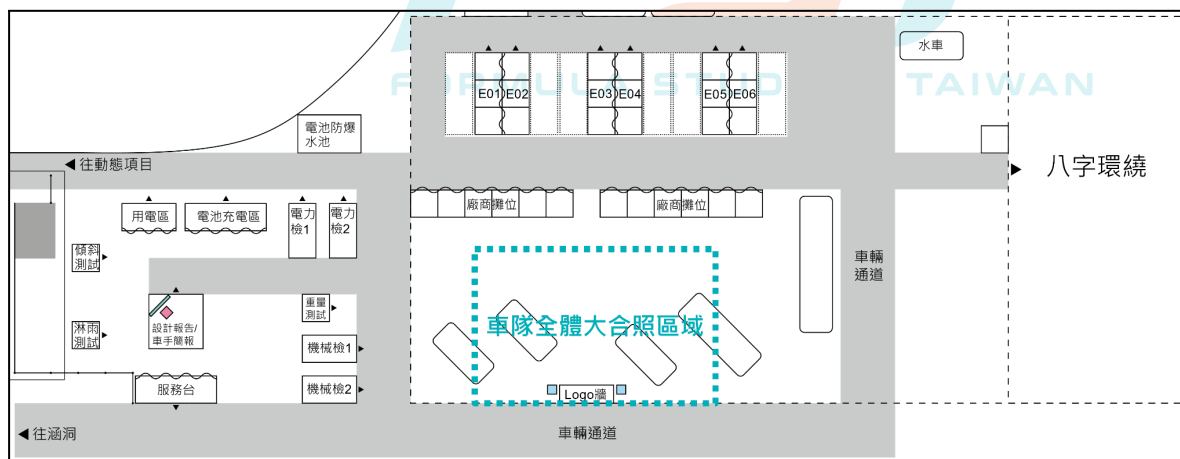 水車
FORMULA STUD TAIWAN
E01 E02
E03 E04
E05 E06
電池防爆
水池
往動態項目
八字環繞
用電區
電池充電區
電力
檢1
電力
檢2
廠商攤位
廠商攤位
傾斜
測試
車輛
通道
設計報告/
車手簡報
重量
測試
淋雨
測試
車隊全體大合照區域
機械檢1
機械檢2
服務台
Logo牆
往涵洞
車輛通道